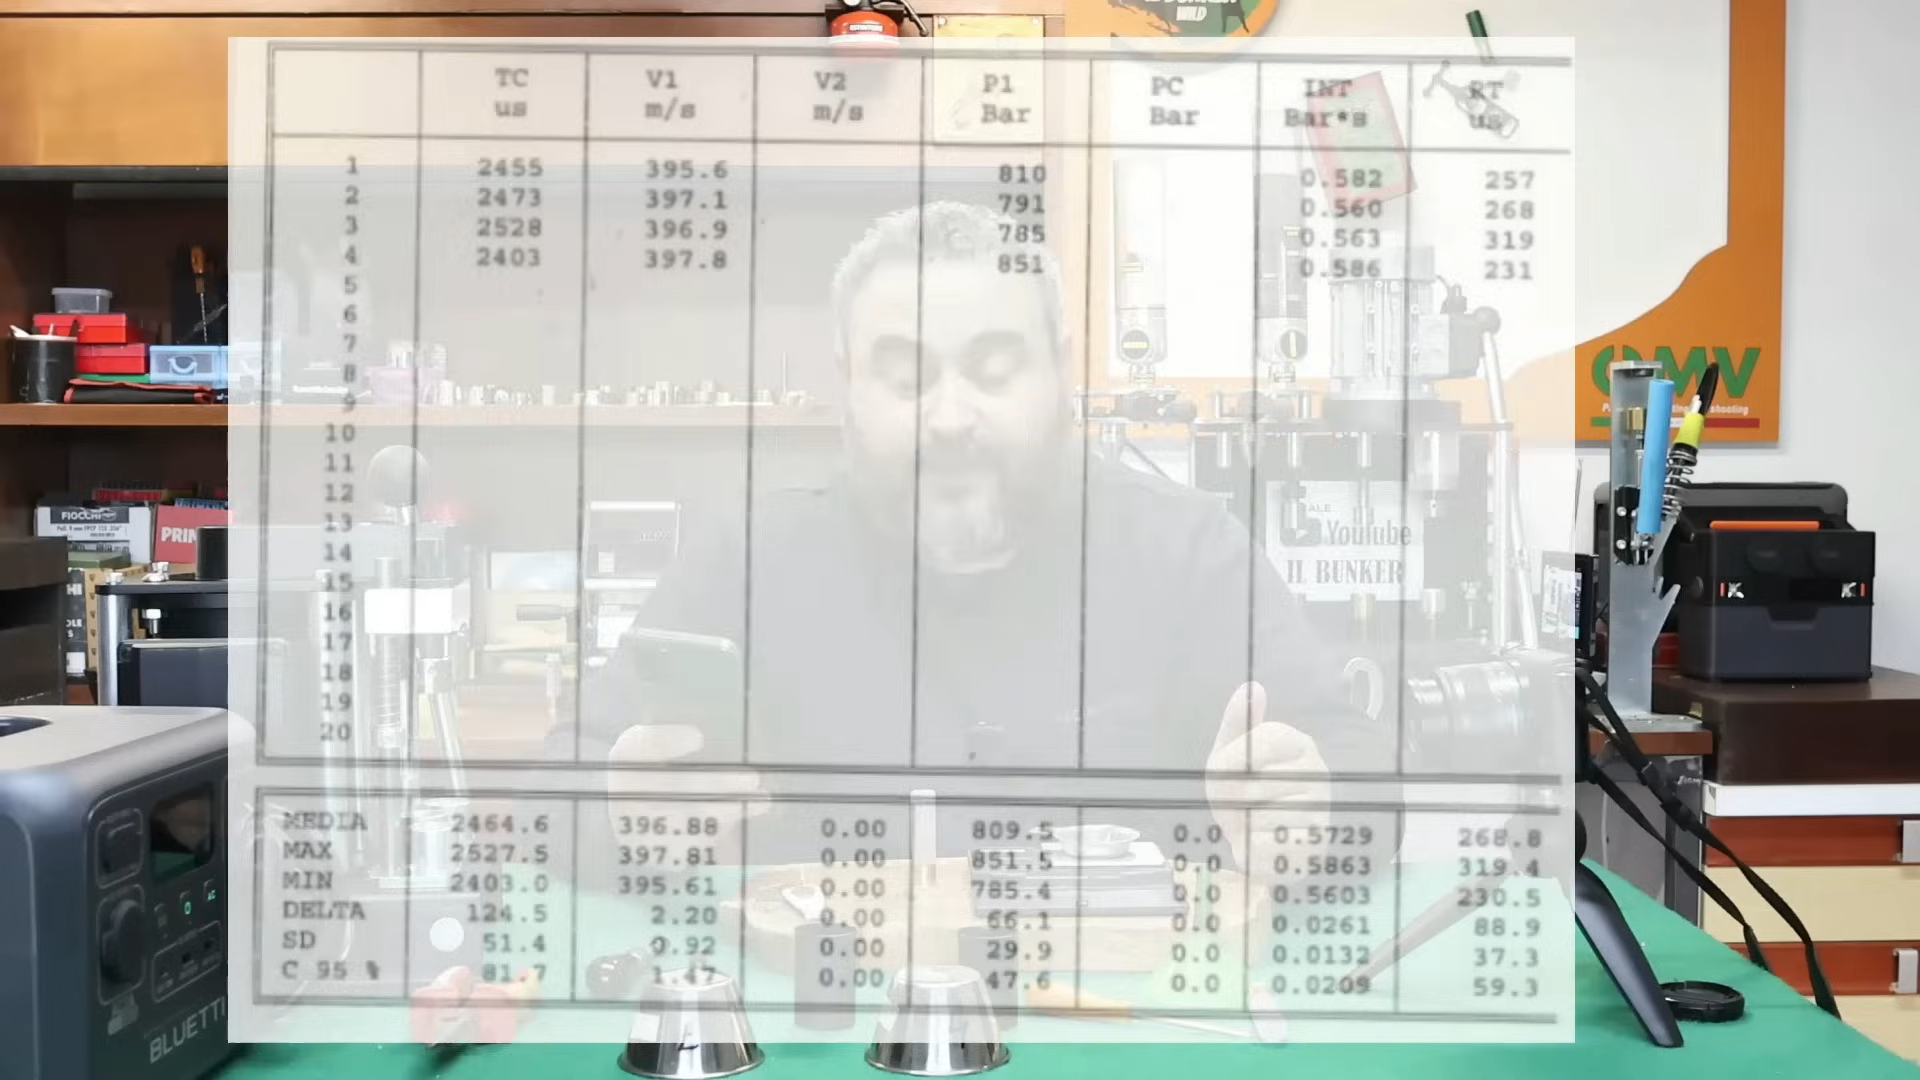 WILD
TC V1 V2 P1 PC INT RT
us m/s m/s Bar Bar Bar*s us
1 2455 395.6 810 0.582 257
2 2473 397.1 791 0.560 268
3 2528 396.9 785 0.563 319
4 2403 397.8 851 0.586 231
5
6
7
8
9
10
11
12
13
14
15
16
17
18
19
20
MEDIA 2464.6 396.88 0.00 809.5 0.0 0.5729 268.8
MAX 2527.5 397.81 0.00 851.5 0.0 0.5863 319.4
MIN 2403.0 395.61 0.00 785.4 0.0 0.5603 230.5
DELTA 124.5 2.20 0.00 66.1 0.0 0.0261 88.9
SD 51.4 0.92 0.00 29.9 0.0 0.0132 37.3
C 95 % 81.7 1.47 0.00 47.6 0.0 0.0209 59.3
FIOCCHI
PRIM
YouTube
IL BUNKER
OMV
shooting
AC
BLUETTI